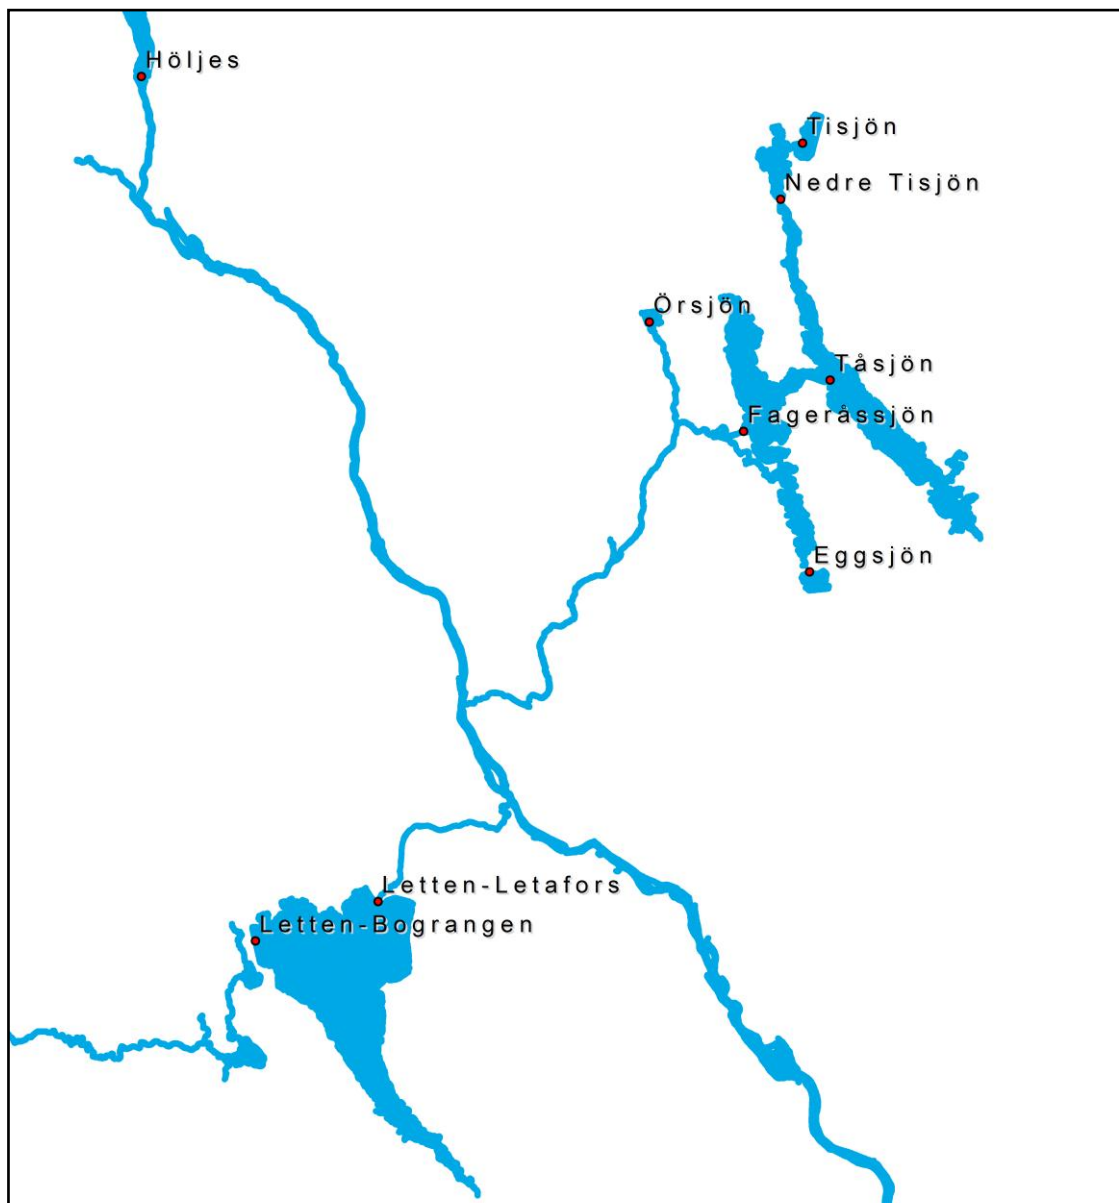 Höljes
Tisjön
Nedre Tisjön
Örsjön
Tåsjön
Fageråssjön
Eggsjön
Letten-Letafors
Letten-Bograngen